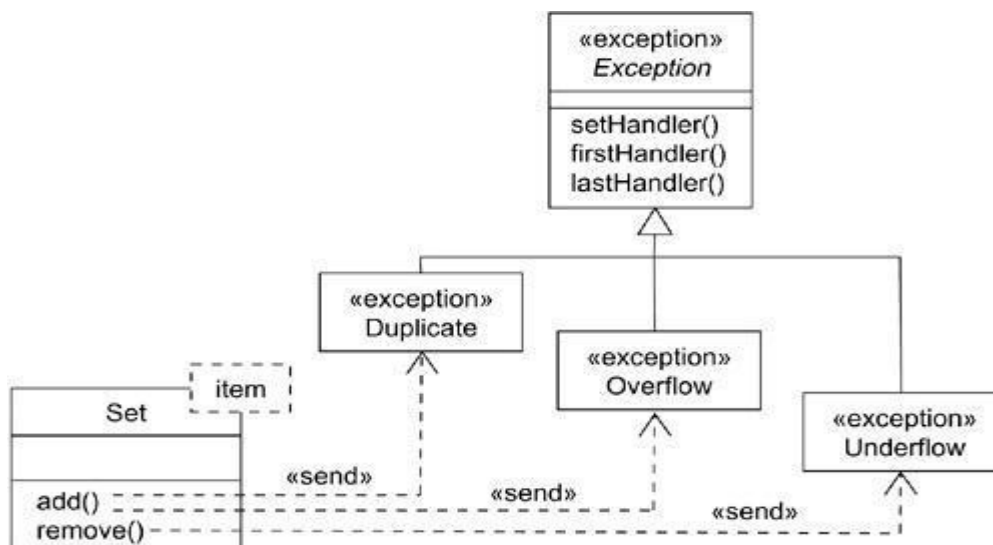 «exception»
Exception
setHandler()
firstHandler()
lastHandler()
«exception»
Duplicate
«exception»
Overflow
«exception»
Underflow
item
Set
«send»
«send»
«send»
add()
remove()